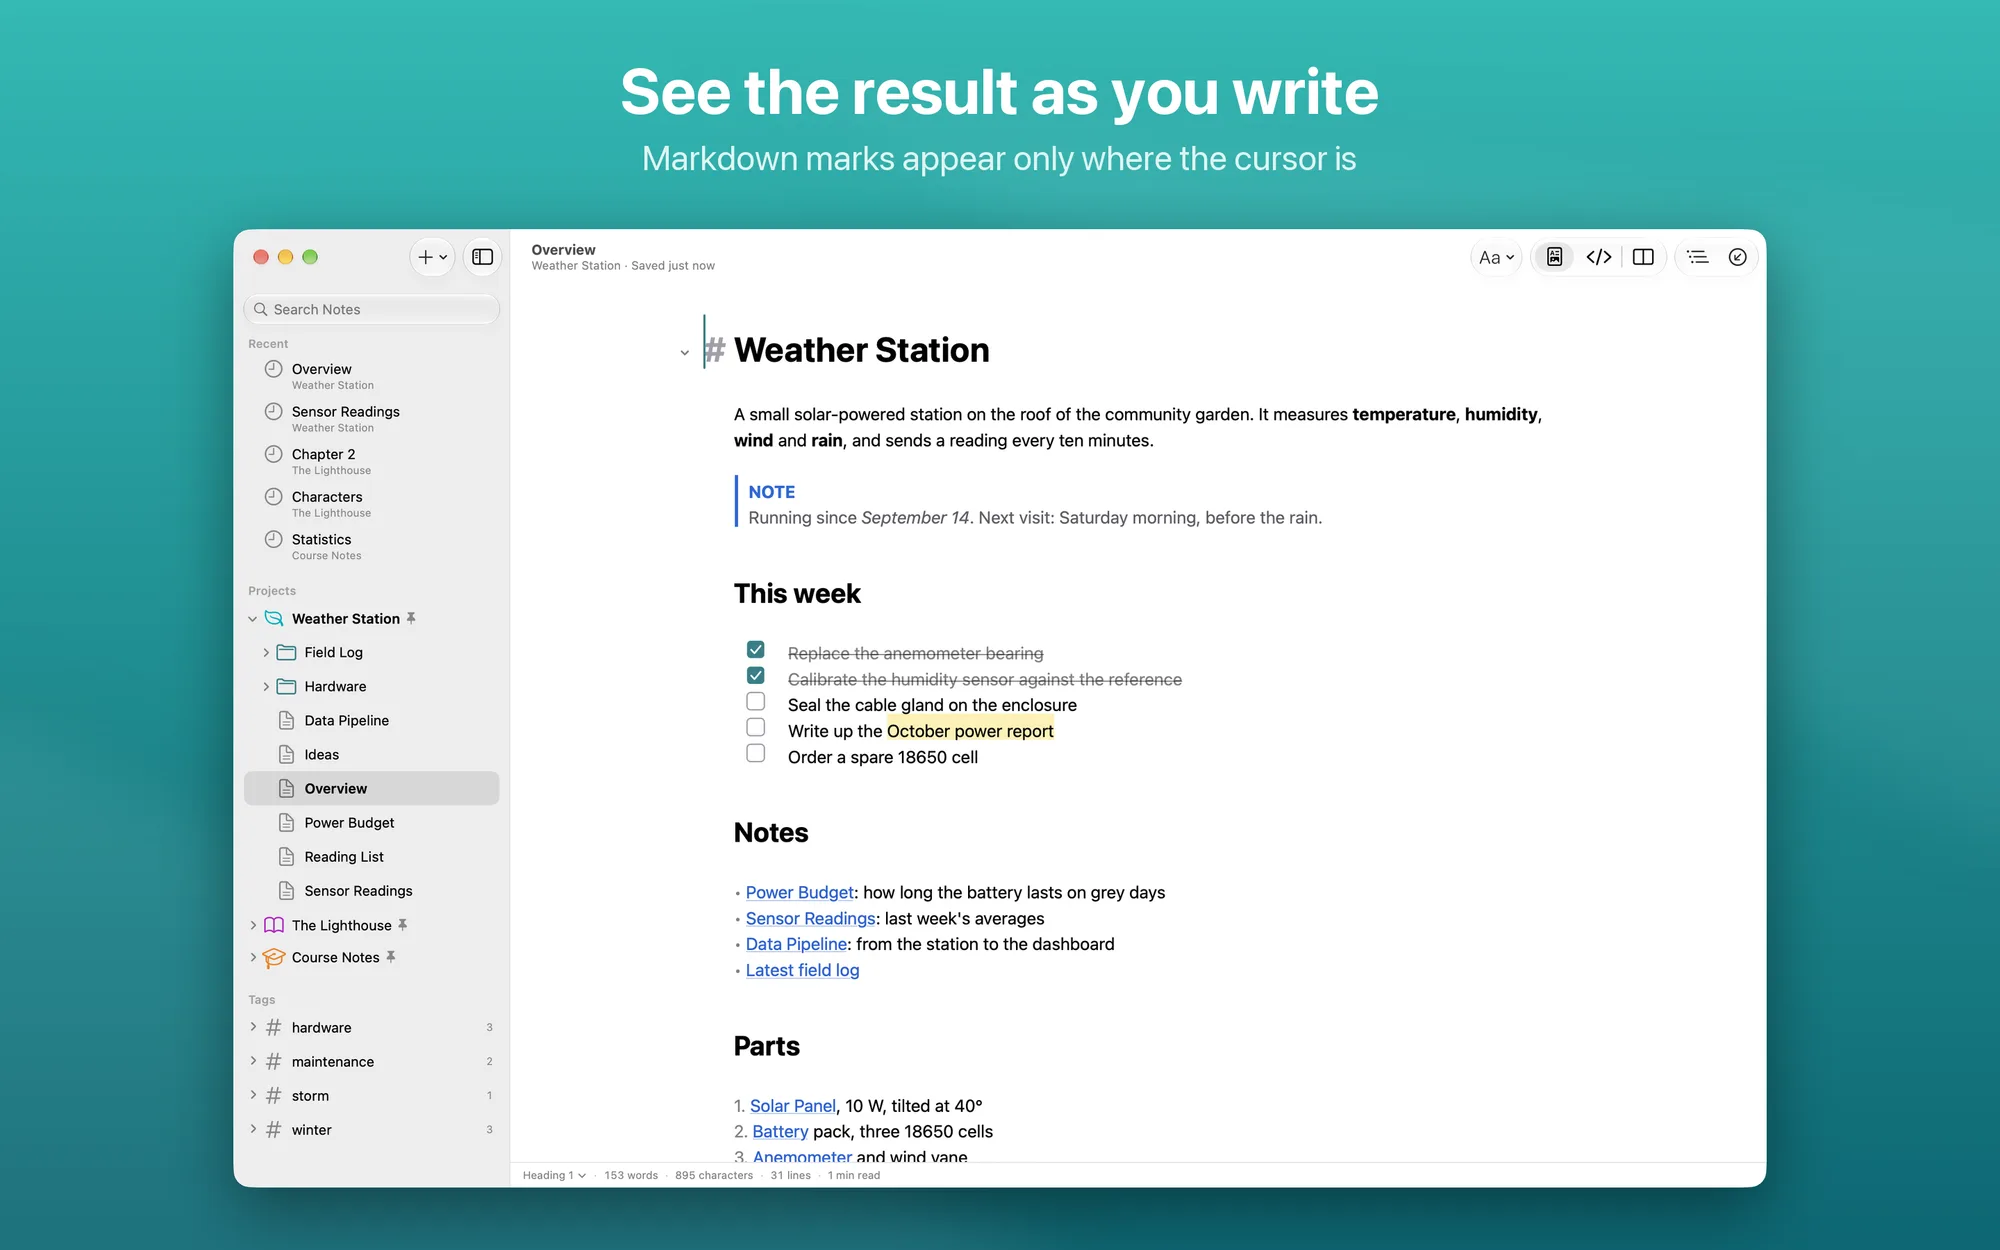 See the result as you write
Markdown marks appear only where the cursor is
Search Notes
Recent
Overview
Weather Station
Sensor Readings
Weather Station
Chapter 2
The Lighthouse
Characters
The Lighthouse
Statistics
Course Notes
Projects
Weather Station
Field Log
Hardware
Data Pipeline
Ideas
Overview
Power Budget
Reading List
Sensor Readings
The Lighthouse
Course Notes
Tags
# hardware 3
# maintenance 2
# storm 1
# winter 3
Overview
Weather Station · Saved just now
Aa </>
# Weather Station
A small solar-powered station on the roof of the community garden. It measures temperature, humidity,
wind and rain, and sends a reading every ten minutes.
NOTE
Running since September 14. Next visit: Saturday morning, before the rain.
This week
Replace the anemometer bearing
Calibrate the humidity sensor against the reference
Seal the cable gland on the enclosure
Write up the October power report
Order a spare 18650 cell
Notes
• Power Budget: how long the battery lasts on grey days
• Sensor Readings: last week's averages
• Data Pipeline: from the station to the dashboard
• Latest field log
Parts
1. Solar Panel, 10 W, tilted at 40°
2. Battery pack, three 18650 cells
3. Anemometer and wind vane
Heading 1 · 153 words · 895 characters · 31 lines · 1 min read